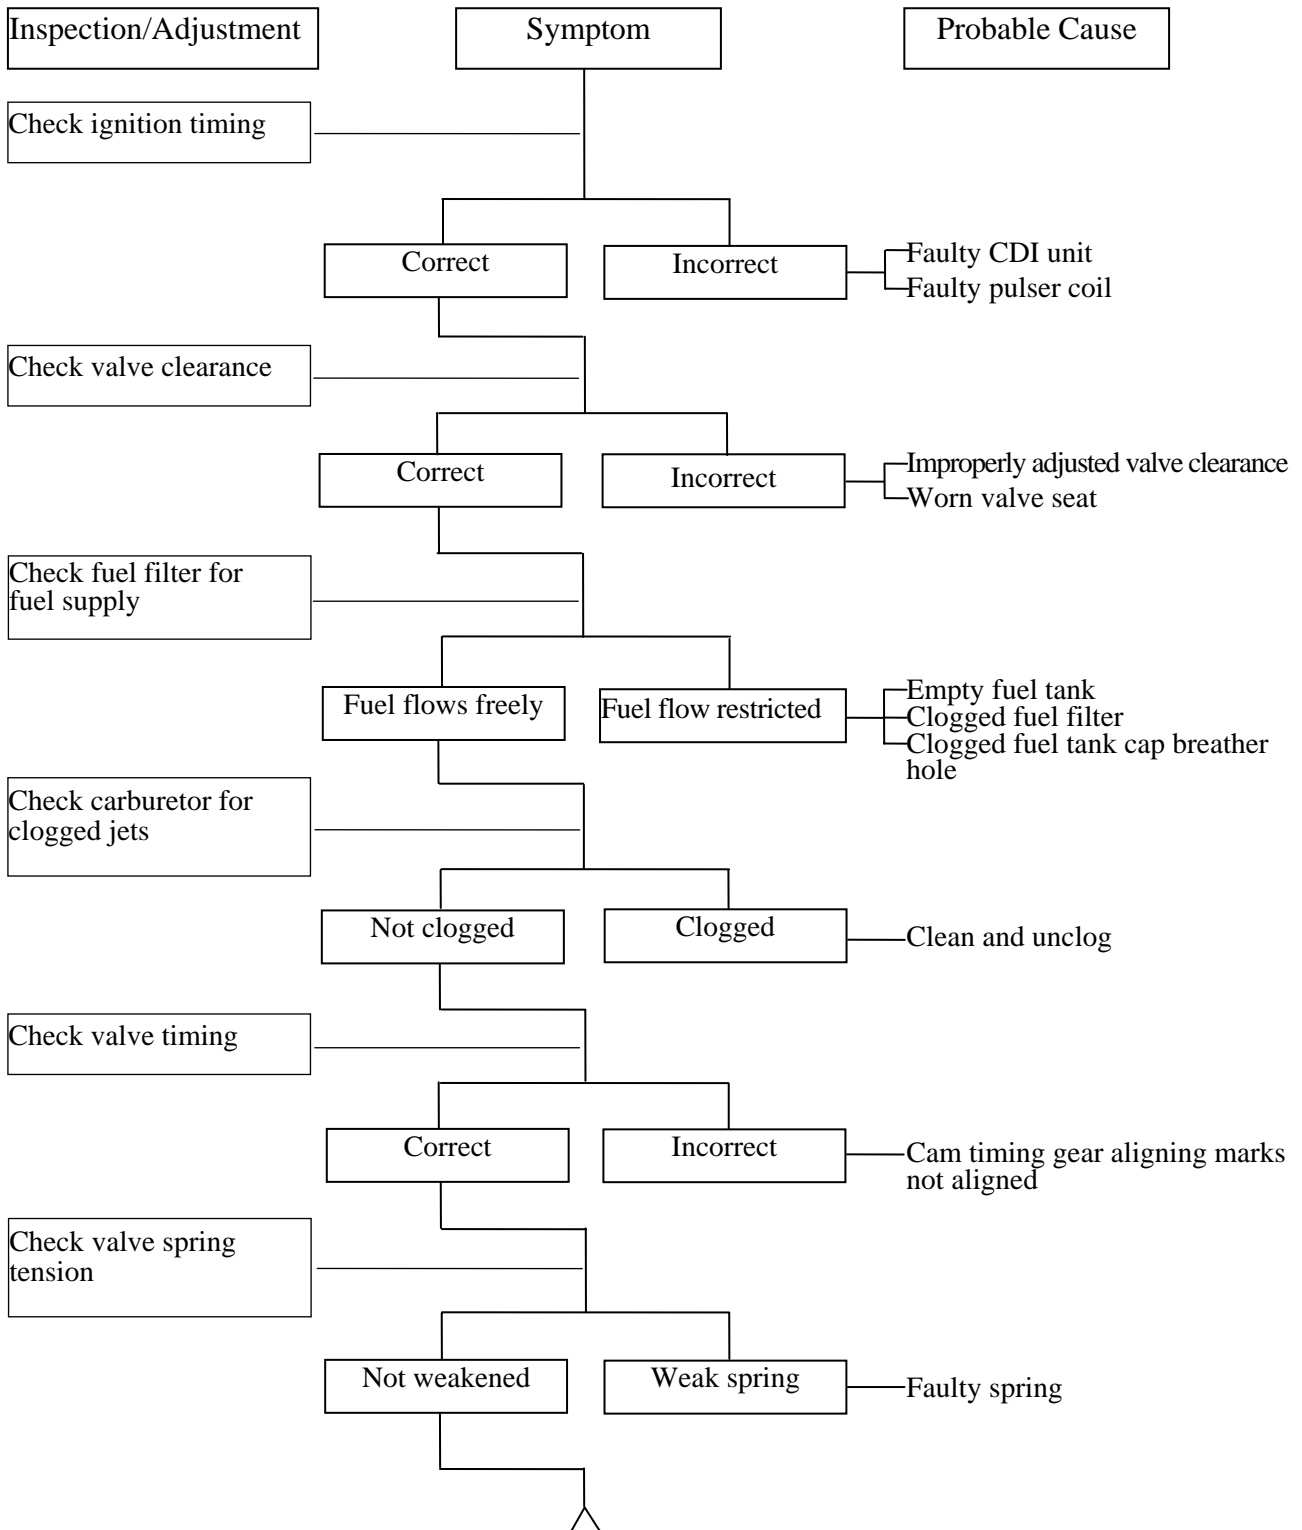 Inspection/Adjustment
Symptom
Probable Cause
Check ignition timing
Correct
Incorrect
Faulty CDI unit
Faulty pulser coil
Check valve clearance
Correct
Incorrect
Improperly adjusted valve clearance
Worn valve seat
Check fuel filter for
fuel supply
Fuel flows freely
Fuel flow restricted
Empty fuel tank
Clogged fuel filter
Clogged fuel tank cap breather
hole
Check carburetor for
clogged jets
Not clogged
Clogged
Clean and unclog
Check valve timing
Correct
Incorrect
Cam timing gear aligning marks
not aligned
Check valve spring
tension
Not weakened
Weak spring
Faulty spring